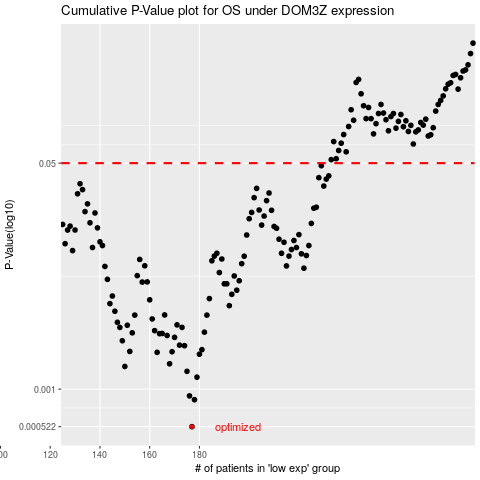 Cumulative P-Value plot for OS under DOM3Z expression
P-Value(log10)
0.05
0.001
0.000522
optimized
00 120 140 160 180
# of patients in 'low exp' group